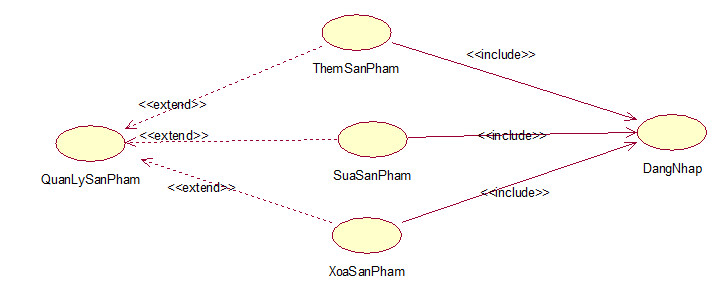 <<include>>
ThemSanPham
<<extend>>
<<extend>>
<<include>>
QuanLySanPham
SuaSanPham
DangNhap
<<extend>>
<<include>>
XoaSanPham